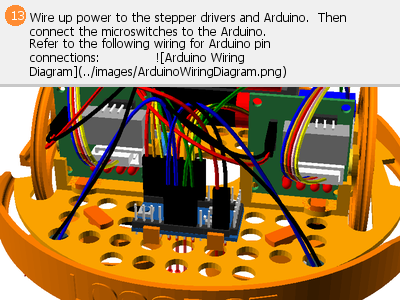 13
Wire up power to the stepper drivers and Arduino. Then
connect the microswitches to the Arduino.
Refer to the following wiring for Arduino pin
connections: ![Arduino Wiring
Diagram](../images/ArduinoWiringDiagram.png)